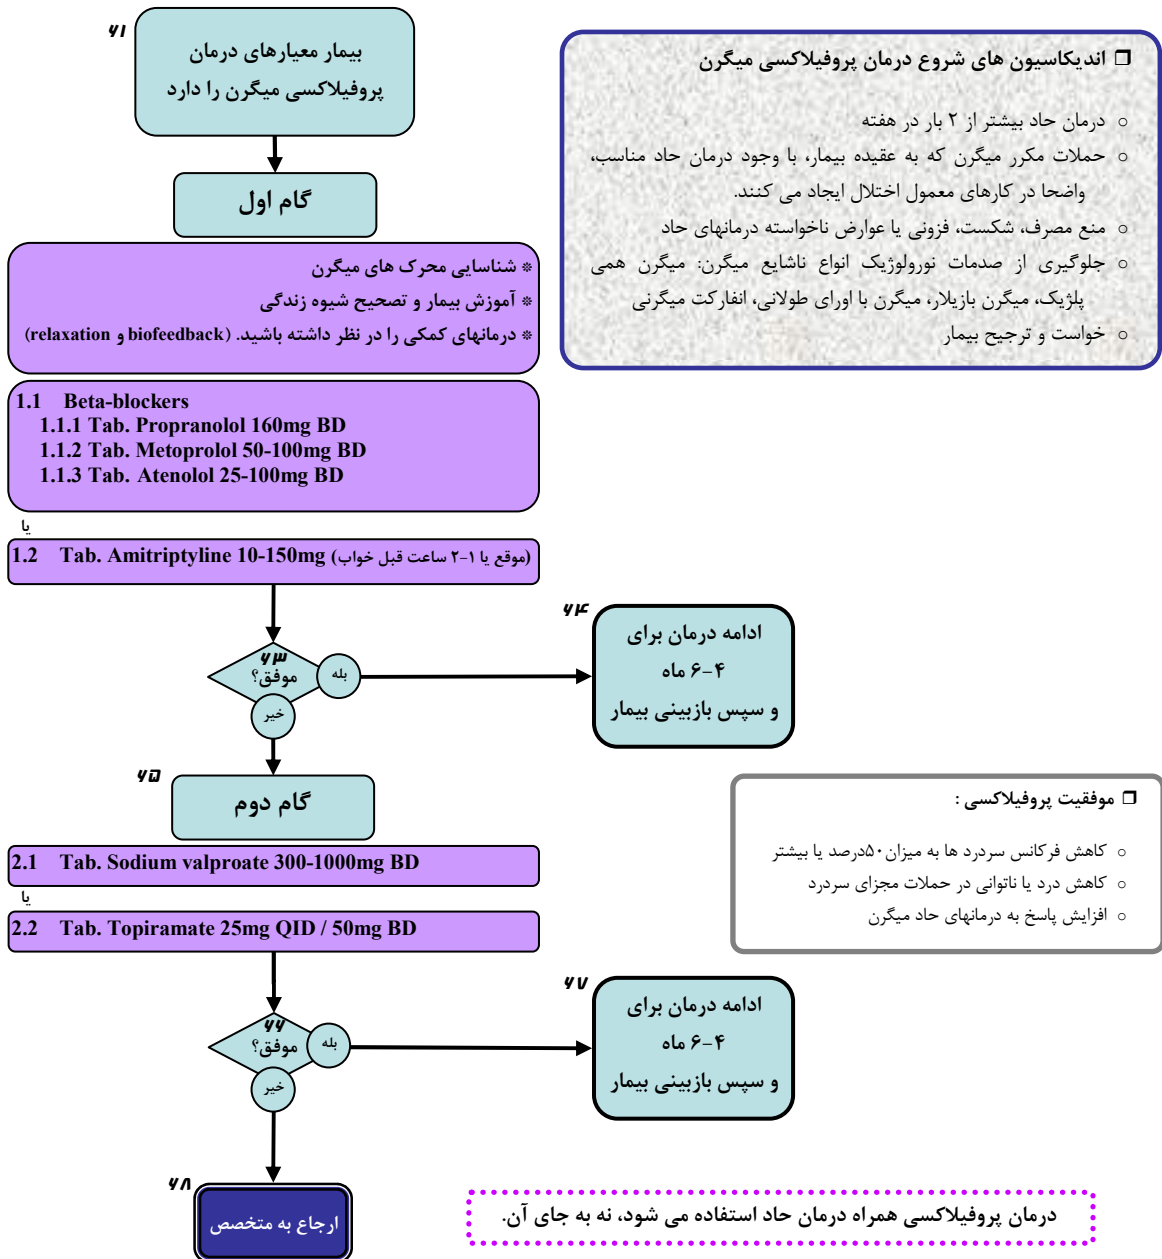 ۶۱
بیمار معیارهای درمان
پروفیلاکسی میگرن را دارد
گام اول
* شناسایی محرک های میگرن
* آموزش بیمار و تصحیح شیوه زندگی
* درمانهای کمکی را در نظر داشته باشید. (biofeedback و relaxation)
1.1 Beta-blockers
1.1.1 Tab. Propranolol 160mg BD
1.1.2 Tab. Metoprolol 50-100mg BD
1.1.3 Tab. Atenolol 25-100mg BD
یا
1.2 Tab. Amitriptyline 10-150mg (موقع یا ۱-۲ ساعت قبل خواب)
۶۳
موفق؟
بله
خیر
۶۴
ادامه درمان برای
۴-۶ ماه
و سپس بازبینی بیمار
۶۵
گام دوم
2.1 Tab. Sodium valproate 300-1000mg BD
یا
2.2 Tab. Topiramate 25mg QID / 50mg BD
۶۶
موفق؟
بله
خیر
۶۷
ادامه درمان برای
۴-۶ ماه
و سپس بازبینی بیمار
۶۸
ارجاع به متخصص
❒ اندیکاسیون های شروع درمان پروفیلاکسی میگرن
○ درمان حاد بیشتر از ۲ بار در هفته
○ حملات مکرر میگرن که به عقیده بیمار، با وجود درمان حاد مناسب،
واضحا در کارهای معمول اختلال ایجاد می کنند.
○ منع مصرف، شکست، فزونی یا عوارض ناخواسته درمانهای حاد
○ جلوگیری از صدمات نورولوژیک انواع ناشایع میگرن: میگرن همی
پلژیک، میگرن بازیلار، میگرن با اورای طولانی، انفارکت میگرنی
○ خواست و ترجیح بیمار
❒ موفقیت پروفیلاکسی :
○ کاهش فرکانس سردرد ها به میزان۵۰درصد یا بیشتر
○ کاهش درد یا ناتوانی در حملات مجزای سردرد
○ افزایش پاسخ به درمانهای حاد میگرن
درمان پروفیلاکسی همراه درمان حاد استفاده می شود، نه به جای آن.